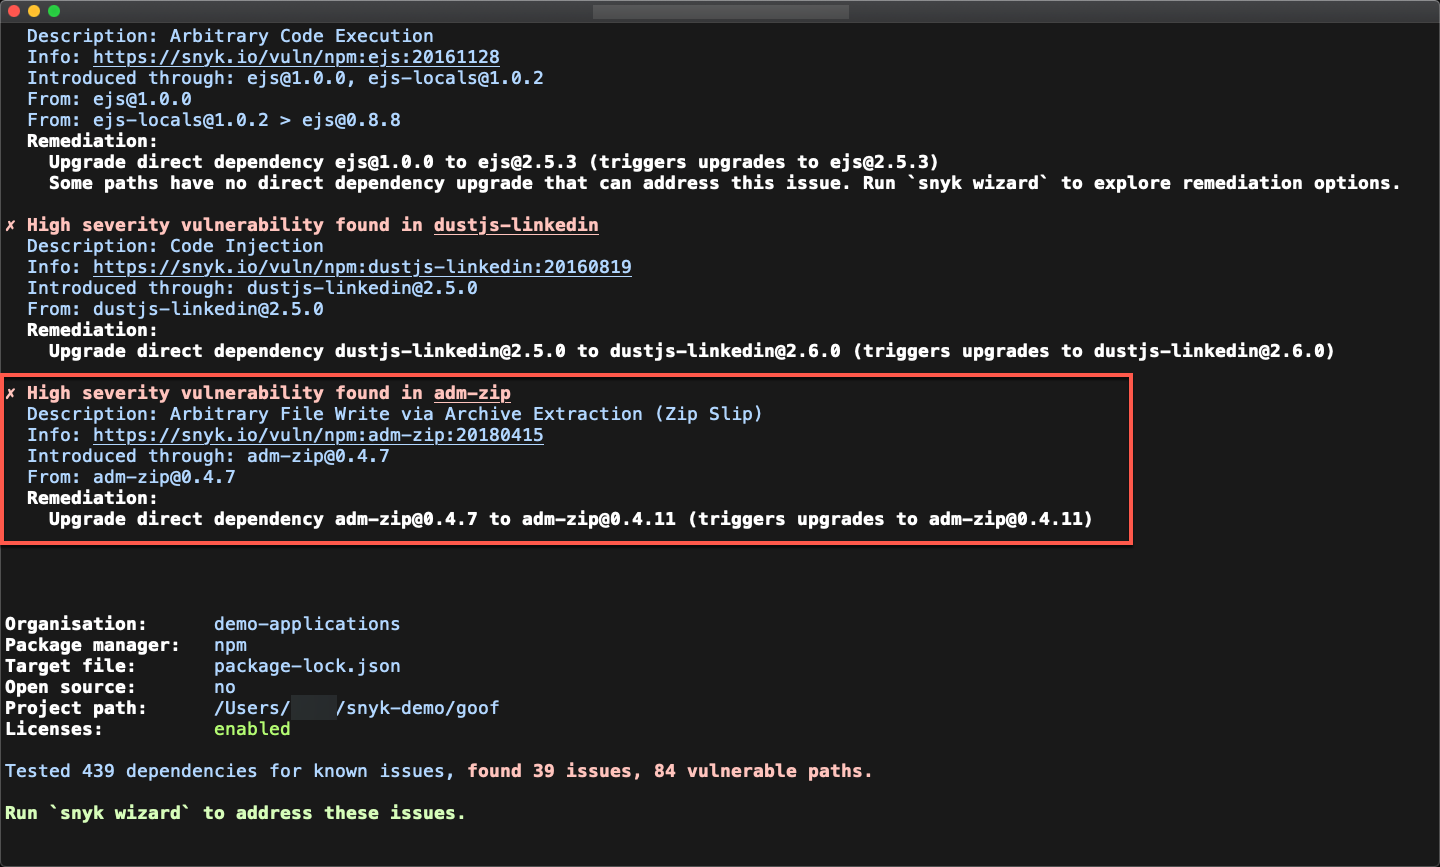 Description: Arbitrary Code Execution
Info: https://snyk.io/vuln/npm:ejs:20161128
Introduced through: ejs@1.0.0, ejs-locals@1.0.2
From: ejs@1.0.0
From: ejs-locals@1.0.2 > ejs@0.8.8
Remediation:
Upgrade direct dependency ejs@1.0.0 to ejs@2.5.3 (triggers upgrades to ejs@2.5.3)
Some paths have no direct dependency upgrade that can address this issue. Run `snyk wizard` to explore remediation options.
✗ High severity vulnerability found in dustjs-linkedin
Description: Code Injection
Info: https://snyk.io/vuln/npm:dustjs-linkedin:20160819
Introduced through: dustjs-linkedin@2.5.0
From: dustjs-linkedin@2.5.0
Remediation:
Upgrade direct dependency dustjs-linkedin@2.5.0 to dustjs-linkedin@2.6.0 (triggers upgrades to dustjs-linkedin@2.6.0)
✗ High severity vulnerability found in adm-zip
Description: Arbitrary File Write via Archive Extraction (Zip Slip)
Info: https://snyk.io/vuln/npm:adm-zip:20180415
Introduced through: adm-zip@0.4.7
From: adm-zip@0.4.7
Remediation:
Upgrade direct dependency adm-zip@0.4.7 to adm-zip@0.4.11 (triggers upgrades to adm-zip@0.4.11)
Organisation: demo-applications
Package manager: npm
Target file: package-lock.json
Open source: no
Project path: /Users/ /snyk-demo/goof
Licenses: enabled
Tested 439 dependencies for known issues, found 39 issues, 84 vulnerable paths.
Run `snyk wizard` to address these issues.